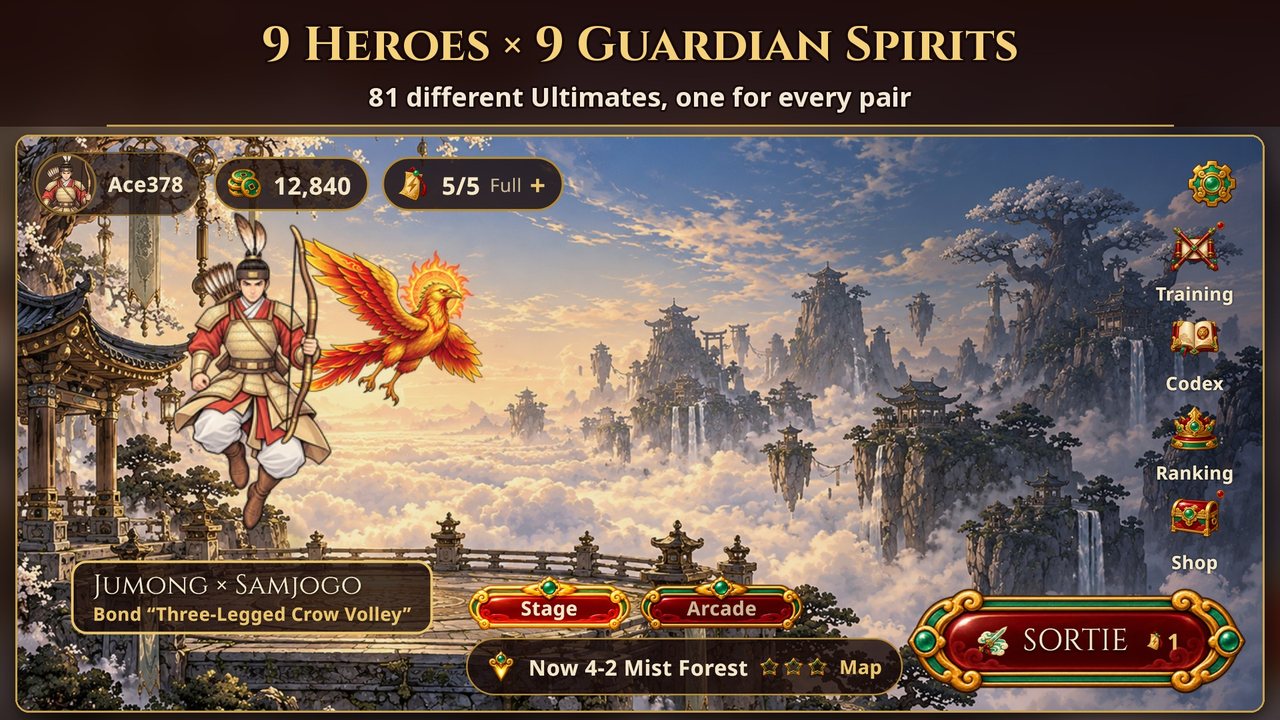 9 Heroes × 9 Guardian Spirits
81 different Ultimates, one for every pair
Ace378
12,840
5/5 Full +
Training
Codex
Ranking
Shop
Jumong × Samjogo
Bond “Three-Legged Crow Volley”
Stage
Arcade
Now 4-2 Mist Forest ☆☆☆ Map
SORTIE 1